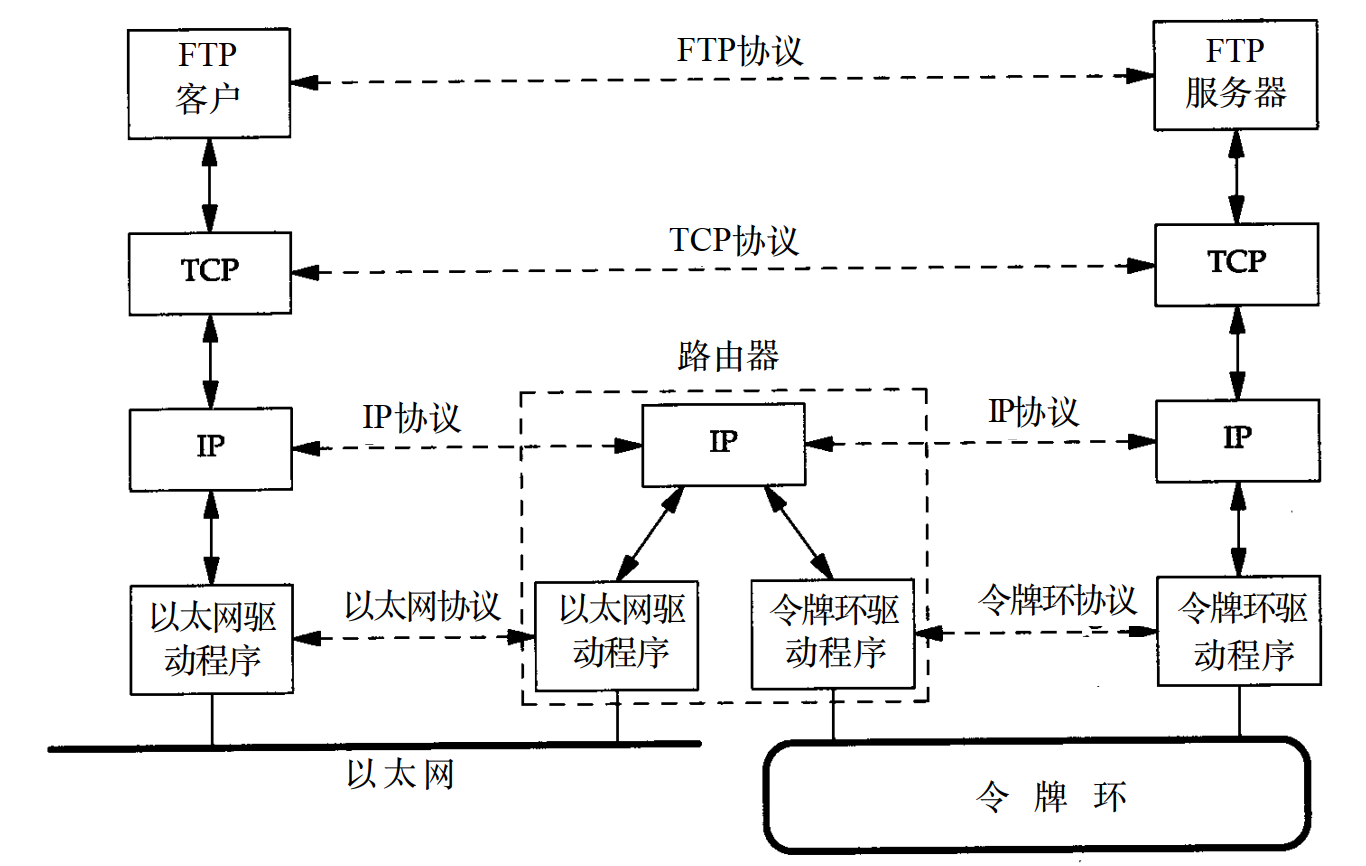 FTP
客户
FTP协议
FTP
服务器
TCP
TCP协议
TCP
路由器
IP
IP协议
IP
IP协议
IP
以太网驱
动程序
以太网协议
以太网驱
动程序
令牌环驱
动程序
令牌环协议
令牌环驱
动程序
以太网
令 牌 环